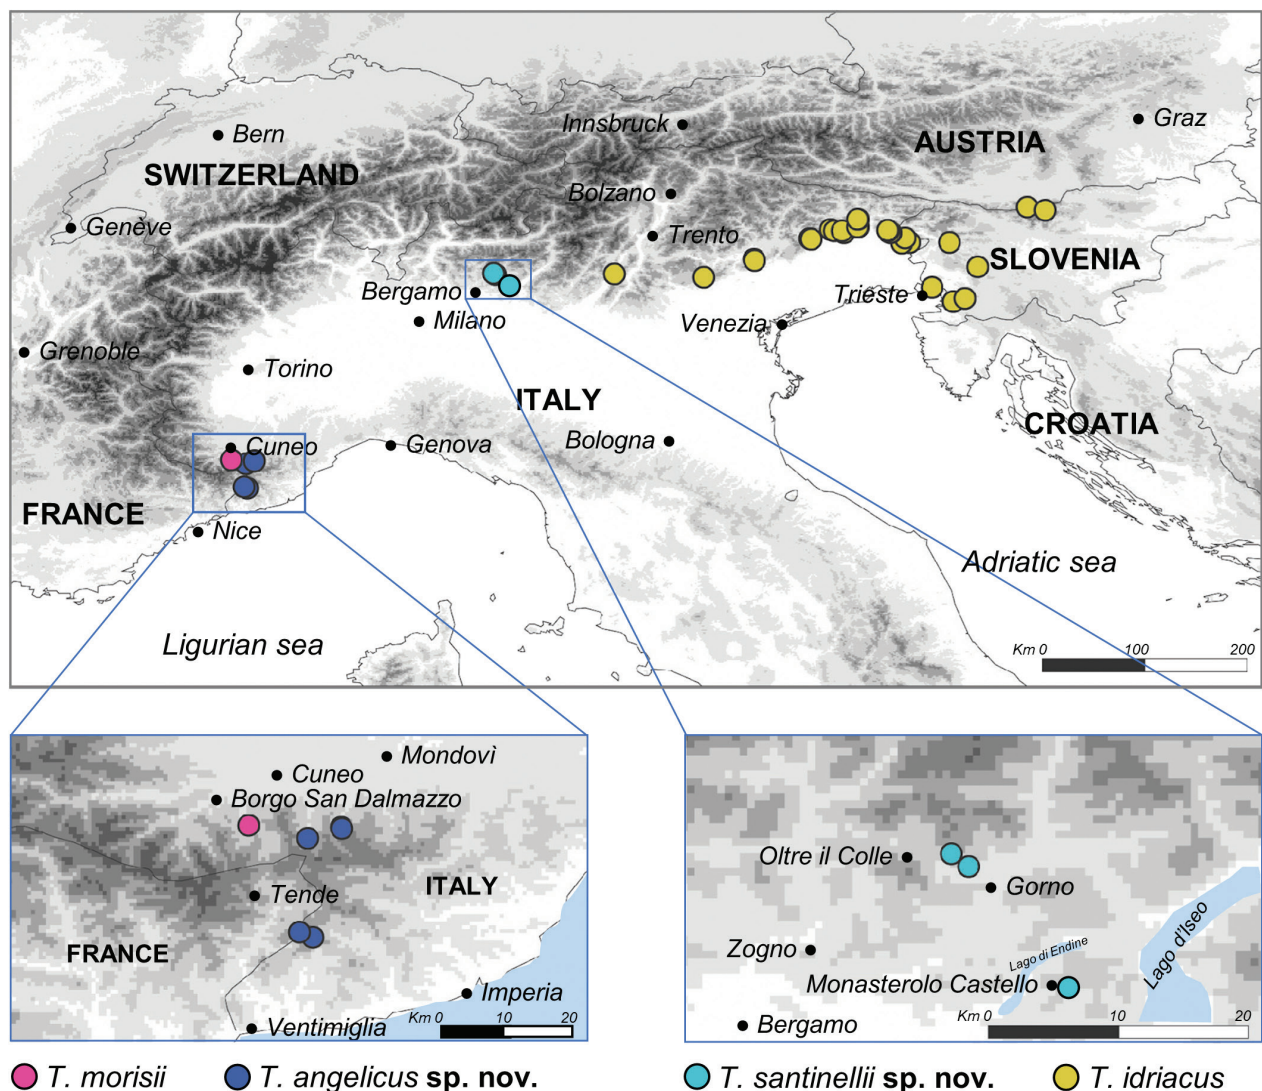 Innsbruck
Graz
Bern
AUSTRIA
SWITZERLAND
Bolzano
Genève
Trento
SLOVENIA
Bergamo
Trieste
Milano
Venezia
Grenoble
Torino
ITALY
CROATIA
Cuneo
Genova
Bologna
FRANCE
Nice
Adriatic sea
Ligurian sea
Km 0 100 200
Mondovì
Cuneo
Borgo San Dalmazzo
ITALY
Tende
FRANCE
Imperia
Km 0 10 20
Ventimiglia
Oltre il Colle
Gorno
Lago d'Iseo
Zogno
Lago di Endine
Monasterolo Castello
Km 0 10 20
Bergamo
T. morisii
T. angelicus sp. nov.
T. santinellii sp. nov.
T. idriacus